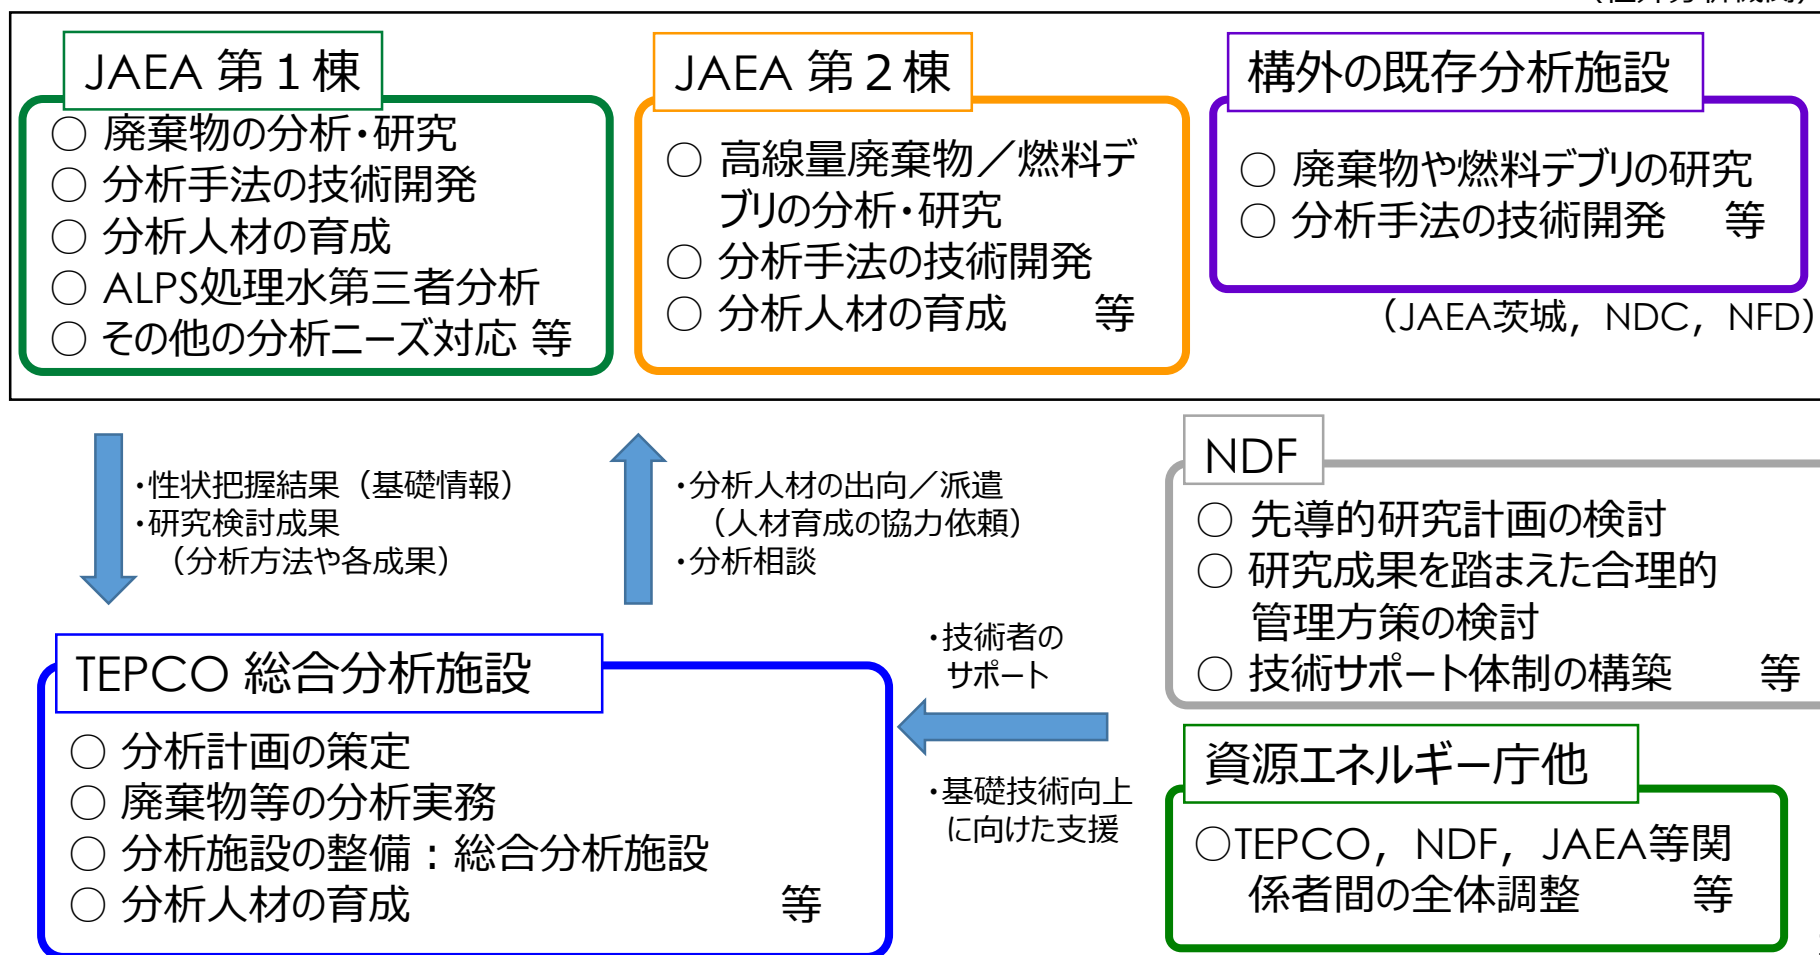 JAEA 第１棟
○ 廃棄物の分析・研究
○ 分析手法の技術開発
○ 分析人材の育成
○ ALPS処理水第三者分析
○ その他の分析ニーズ対応 等
JAEA 第２棟
○ 高線量廃棄物／燃料デ
ブリの分析・研究
○ 分析手法の技術開発
○ 分析人材の育成 等
構外の既存分析施設
○ 廃棄物や燃料デブリの研究
○ 分析手法の技術開発 等
（JAEA茨城，NDC，NFD）
・性状把握結果（基礎情報）
・研究検討成果
（分析方法や各成果）
・分析人材の出向／派遣
（人材育成の協力依頼）
・分析相談
NDF
○ 先導的研究計画の検討
○ 研究成果を踏まえた合理的
管理方策の検討
○ 技術サポート体制の構築 等
TEPCO 総合分析施設
○ 分析計画の策定
○ 廃棄物等の分析実務
○ 分析施設の整備：総合分析施設
○ 分析人材の育成 等
・技術者の
サポート
・基礎技術向上
に向けた支援
資源エネルギー庁他
○TEPCO，NDF，JAEA等関
係者間の全体調整 等